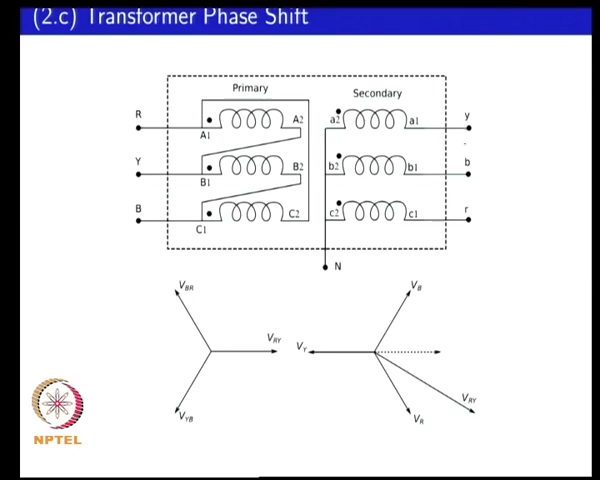 (2.c) Transformer Phase Shift
Primary
Secondary
R
A1
A2
a2
a1
y
Y
B1
B2
b2
b1
b
B
C1
C2
c2
c1
r
N
VBR
VRY
VYB
VB
VY
VRY
VR
NPTEL